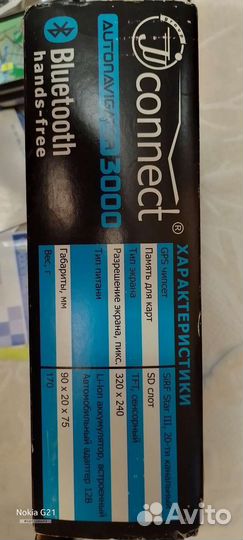 jj connect®
AUTONAVIGATOR 3000
Bluetooth
hands-free
ХАРАКТЕРИСТИКИ
GPS чипсет SiRF Star III, 20-ти канальный
Память для карт SD слот
Тип экрана TFT, сенсорный
Разрешение экрана, пикс. 320 x 240
Тип питания Li-Ion аккумулятор, встроенный
Автомобильный адаптер 12В
Габариты, мм 90 x 20 x 75
Вес, г 170
Nokia G21
Avito